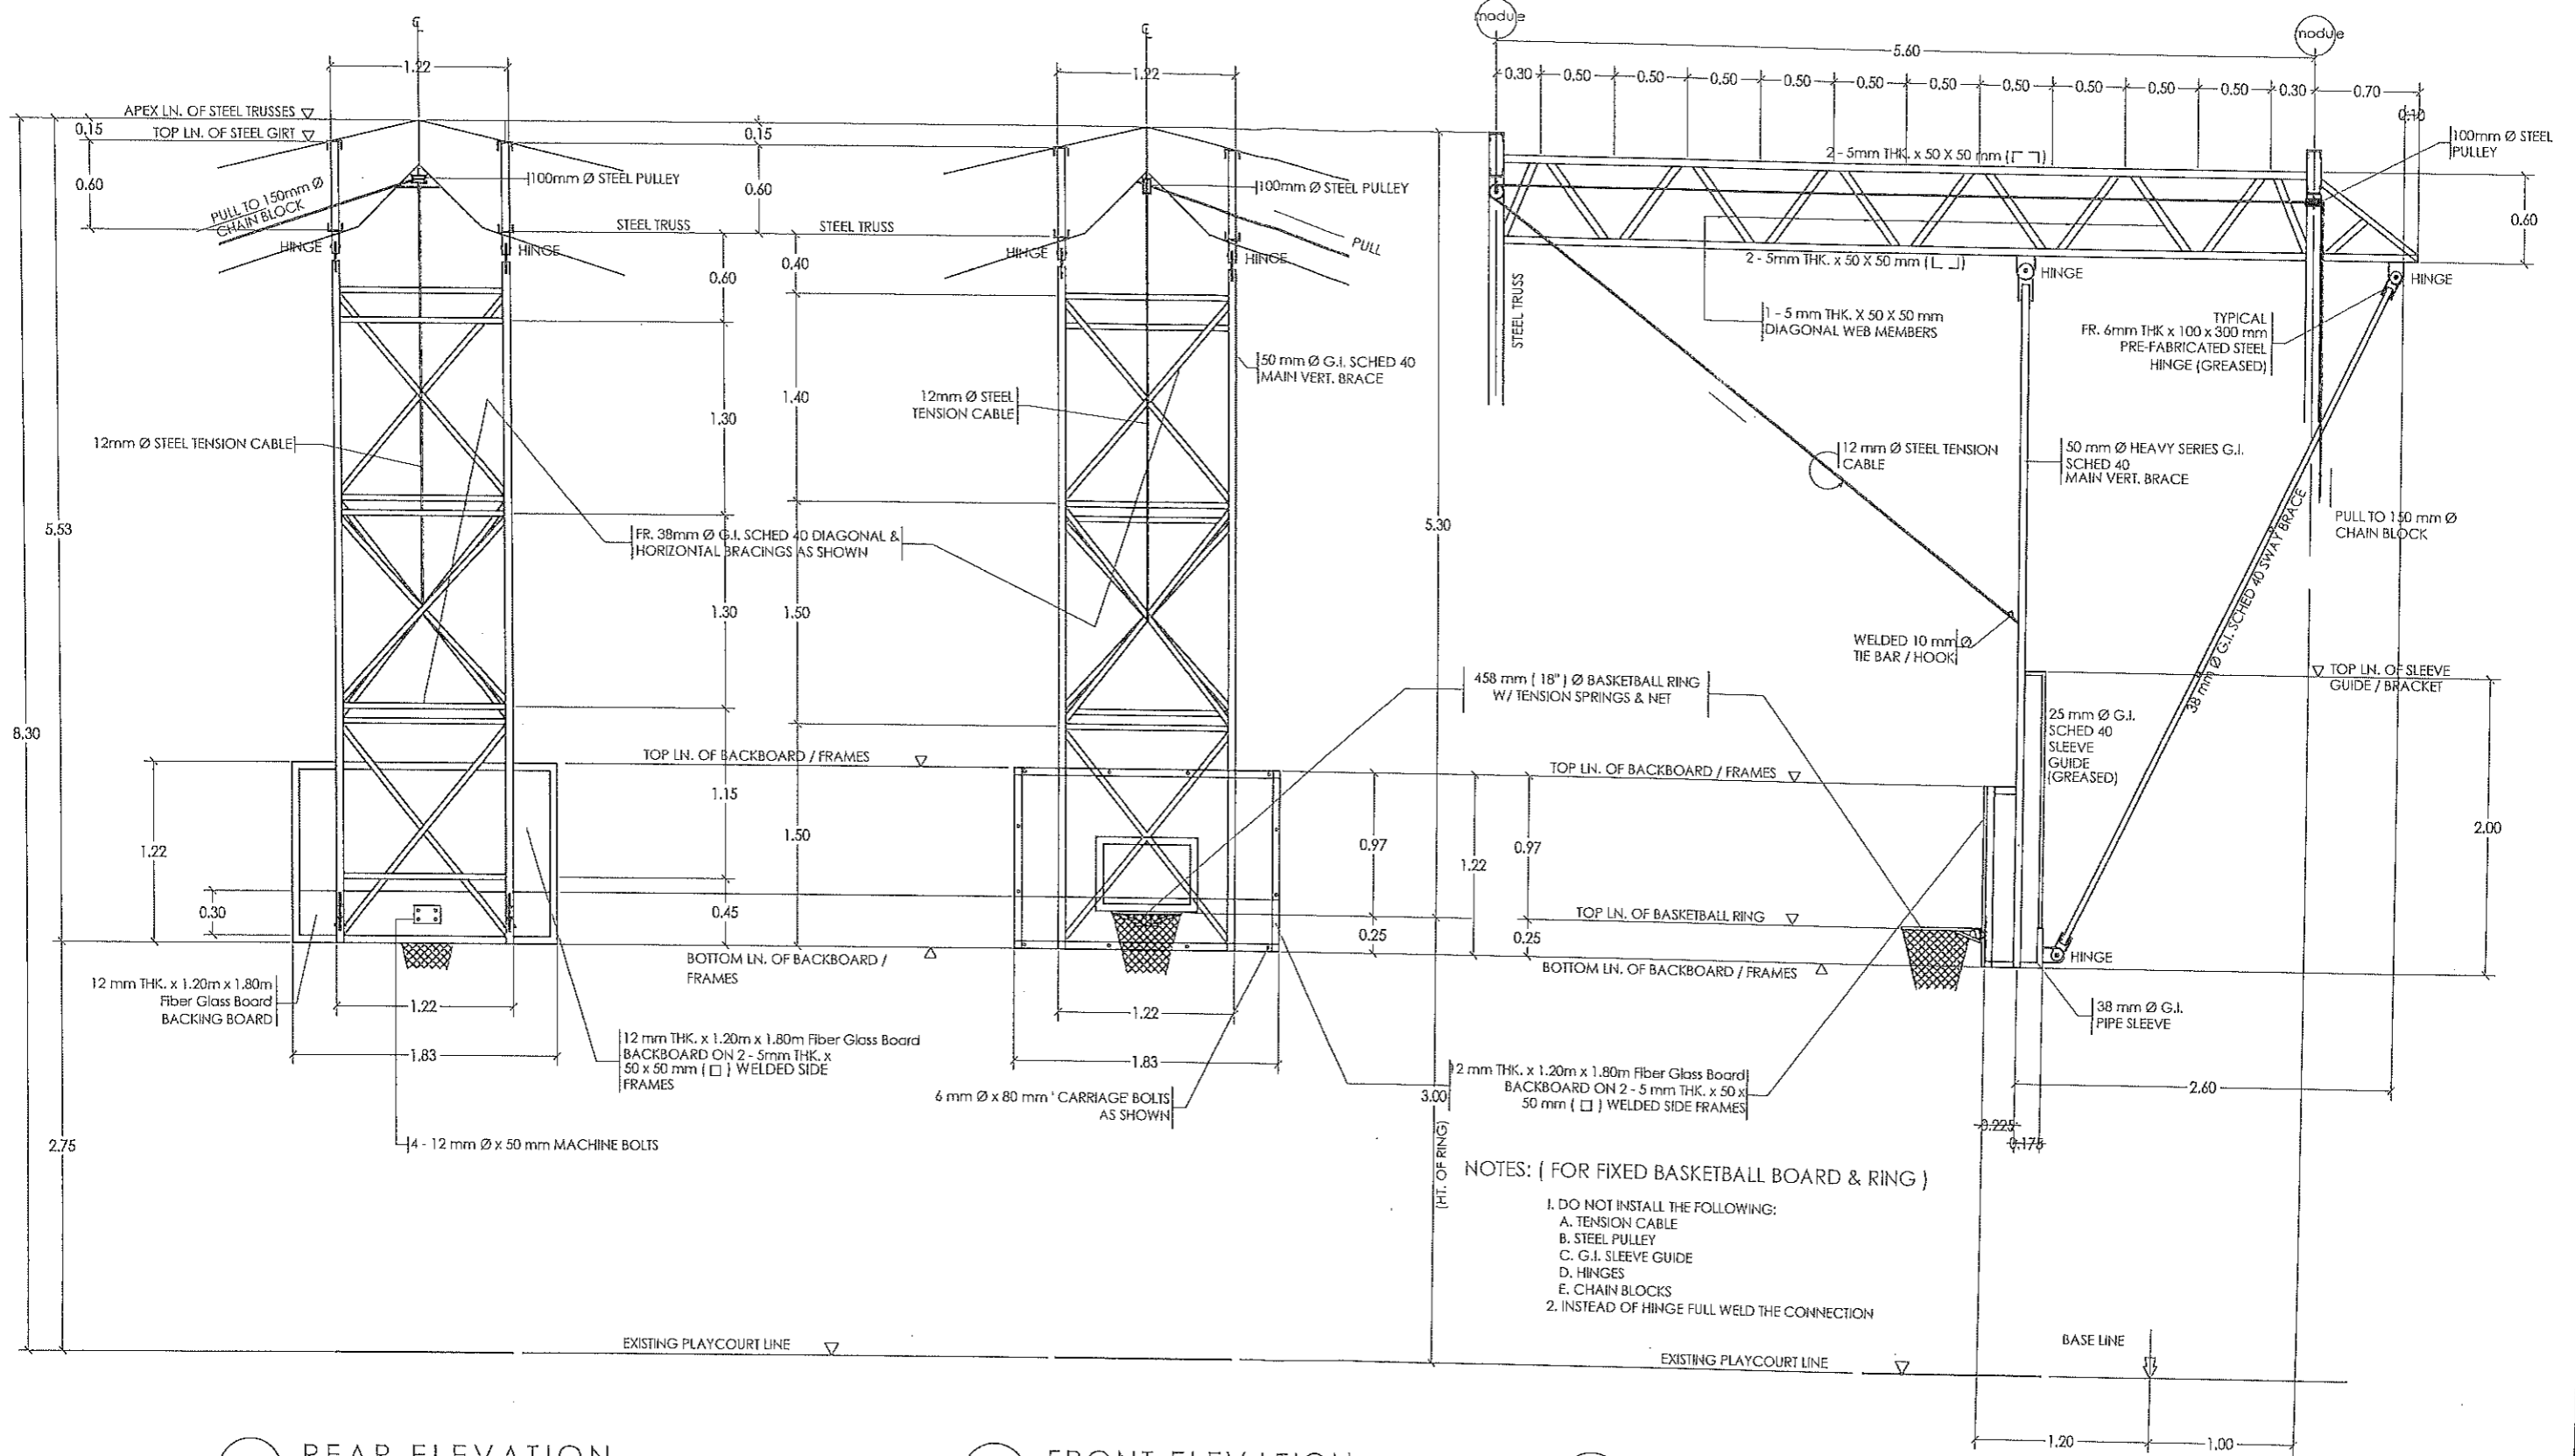 ℄
1.22
APEX LN. OF STEEL TRUSSES
TOP LN. OF STEEL GIRT
0.15
0.60
PULL TO 150mm Ø
CHAIN BLOCK
100mm Ø STEEL PULLEY
HINGE
HINGE
STEEL TRUSS
0.15
0.60
12mm Ø STEEL TENSION CABLE
5.53
8.30
2.75
1.22
0.30
12 mm THK. x 1.20m x 1.80m
Fiber Glass Board
BACKING BOARD
1.22
1.83
4 - 12 mm Ø x 50 mm MACHINE BOLTS
12 mm THK. x 1.20m x 1.80m Fiber Glass Board
BACKBOARD ON 2 - 5mm THK. x
50 x 50 mm ( □ ) WELDED SIDE
FRAMES
FR. 38mm Ø G.I. SCHED 40 DIAGONAL &
HORIZONTAL BRACINGS AS SHOWN
0.60
1.30
1.30
1.15
0.45
0.40
1.40
1.50
1.50
TOP LN. OF BACKBOARD / FRAMES
BOTTOM LN. OF BACKBOARD /
FRAMES
EXISTING PLAYCOURT LINE
REAR ELEVATION
℄
1.22
STEEL TRUSS
100mm Ø STEEL PULLEY
PULL
HINGE
HINGE
50 mm Ø G.I. SCHED 40
MAIN VERT. BRACE
12mm Ø STEEL
TENSION CABLE
1.22
1.83
6 mm Ø x 80 mm ' CARRIAGE BOLTS
AS SHOWN
0.97
0.25
5.30
1.22
0.97
0.25
3.00
(HT. OF RING)
458 mm ( 18" ) Ø BASKETBALL RING
W/ TENSION SPRINGS & NET
FRONT ELEVATION
module
module
5.60
0.30
0.50
0.50
0.50
0.50
0.50
0.50
0.50
0.50
0.50
0.50
0.30
0.70
0.10
100mm Ø STEEL
PULLEY
2 - 5mm THK. x 50 X 50 mm (┌ ┐)
0.60
2 - 5mm THK. x 50 X 50 mm (└ ┘)
HINGE
HINGE
STEEL TRUSS
1 - 5 mm THK. X 50 X 50 mm
DIAGONAL WEB MEMBERS
TYPICAL
FR. 6mm THK x 100 x 300 mm
PRE-FABRICATED STEEL
HINGE (GREASED)
12 mm Ø STEEL TENSION
CABLE
50 mm Ø HEAVY SERIES G.I.
SCHED 40
MAIN VERT. BRACE
PULL TO 150 mm Ø
CHAIN BLOCK
38 mm Ø G.I. SCHED 40 SWAY BRACE
WELDED 10 mm Ø
TIE BAR / HOOK
TOP LN. OF SLEEVE
GUIDE / BRACKET
25 mm Ø G.I.
SCHED 40
SLEEVE
GUIDE
(GREASED)
2.00
TOP LN. OF BACKBOARD / FRAMES
TOP LN. OF BASKETBALL RING
BOTTOM LN. OF BACKBOARD / FRAMES
HINGE
38 mm Ø G.I.
PIPE SLEEVE
12 mm THK. x 1.20m x 1.80m Fiber Glass Board
BACKBOARD ON 2 - 5 mm THK. x 50 x
50 mm ( □ ) WELDED SIDE FRAMES
2.60
0.225
0.175
NOTES: ( FOR FIXED BASKETBALL BOARD & RING )
1. DO NOT INSTALL THE FOLLOWING:
A. TENSION CABLE
B. STEEL PULLEY
C. G.I. SLEEVE GUIDE
D. HINGES
E. CHAIN BLOCKS
2. INSTEAD OF HINGE FULL WELD THE CONNECTION
BASE LINE
EXISTING PLAYCOURT LINE
1.20
1.00